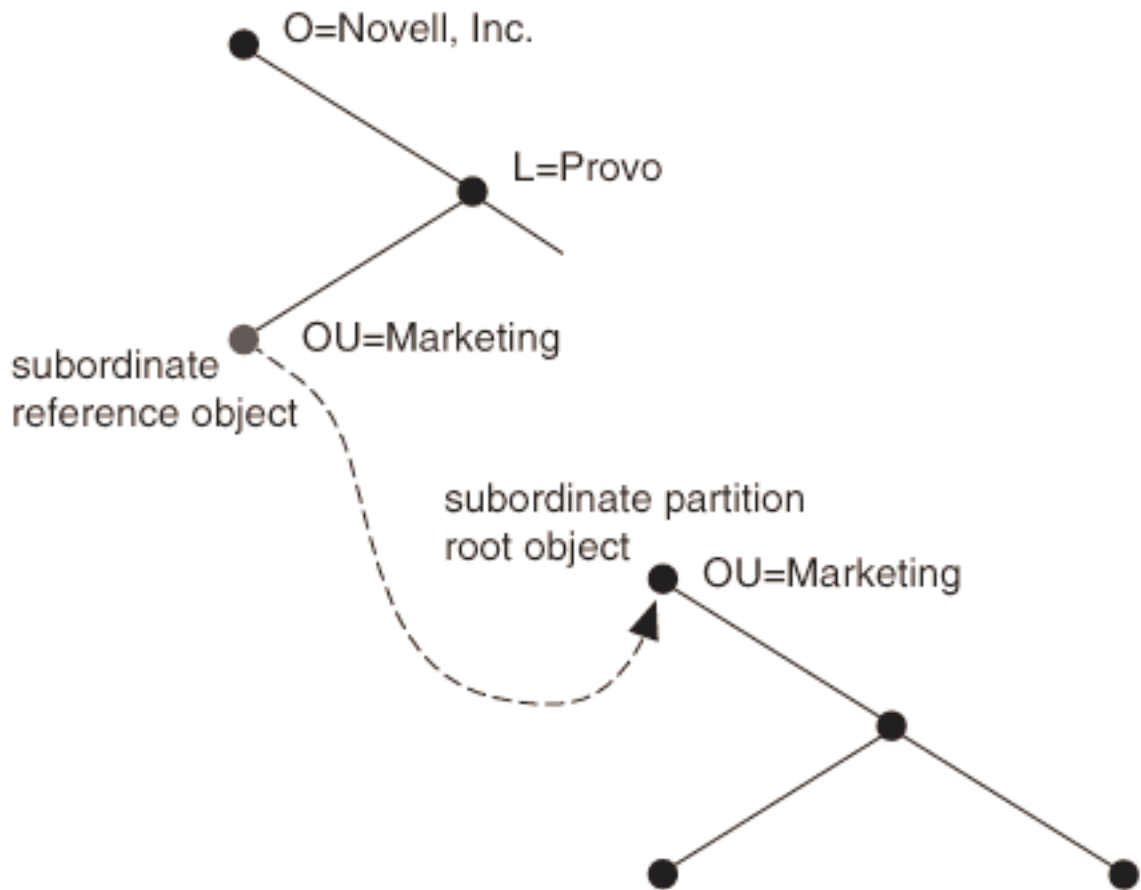 O=Novell, Inc.
L=Provo
OU=Marketing
subordinate
reference object
subordinate partition
root object
OU=Marketing